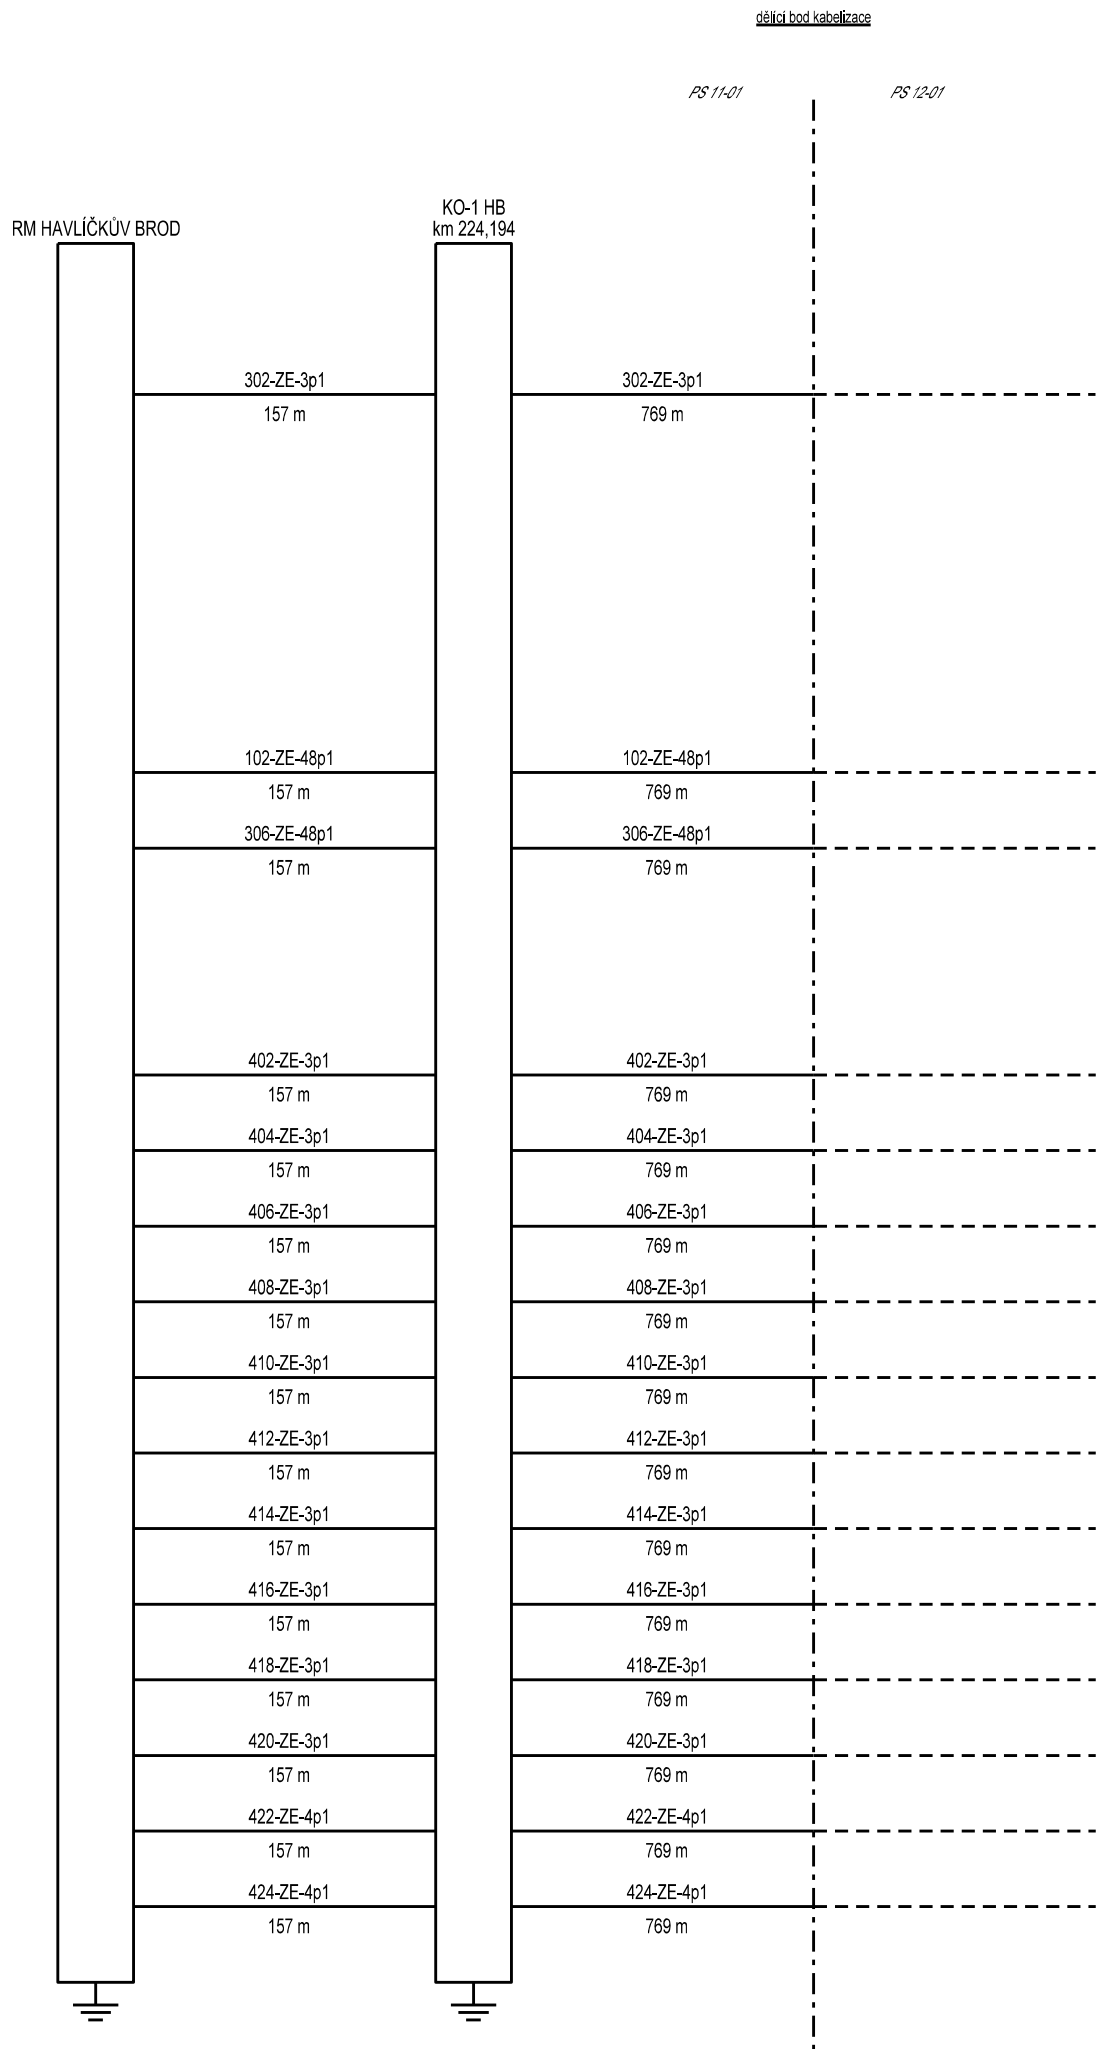 dělící bod kabelizace
PS 11-01 PS 12-01
KO-1 HB
RM HAVLÍČKŮV BROD km 224,194
302-ZE-3p1 302-ZE-3p1
157 m 769 m
102-ZE-48p1 102-ZE-48p1
157 m 769 m
306-ZE-48p1 306-ZE-48p1
157 m 769 m
402-ZE-3p1 402-ZE-3p1
157 m 769 m
404-ZE-3p1 404-ZE-3p1
157 m 769 m
406-ZE-3p1 406-ZE-3p1
157 m 769 m
408-ZE-3p1 408-ZE-3p1
157 m 769 m
410-ZE-3p1 410-ZE-3p1
157 m 769 m
412-ZE-3p1 412-ZE-3p1
157 m 769 m
414-ZE-3p1 414-ZE-3p1
157 m 769 m
416-ZE-3p1 416-ZE-3p1
157 m 769 m
418-ZE-3p1 418-ZE-3p1
157 m 769 m
420-ZE-3p1 420-ZE-3p1
157 m 769 m
422-ZE-4p1 422-ZE-4p1
157 m 769 m
424-ZE-4p1 424-ZE-4p1
157 m 769 m